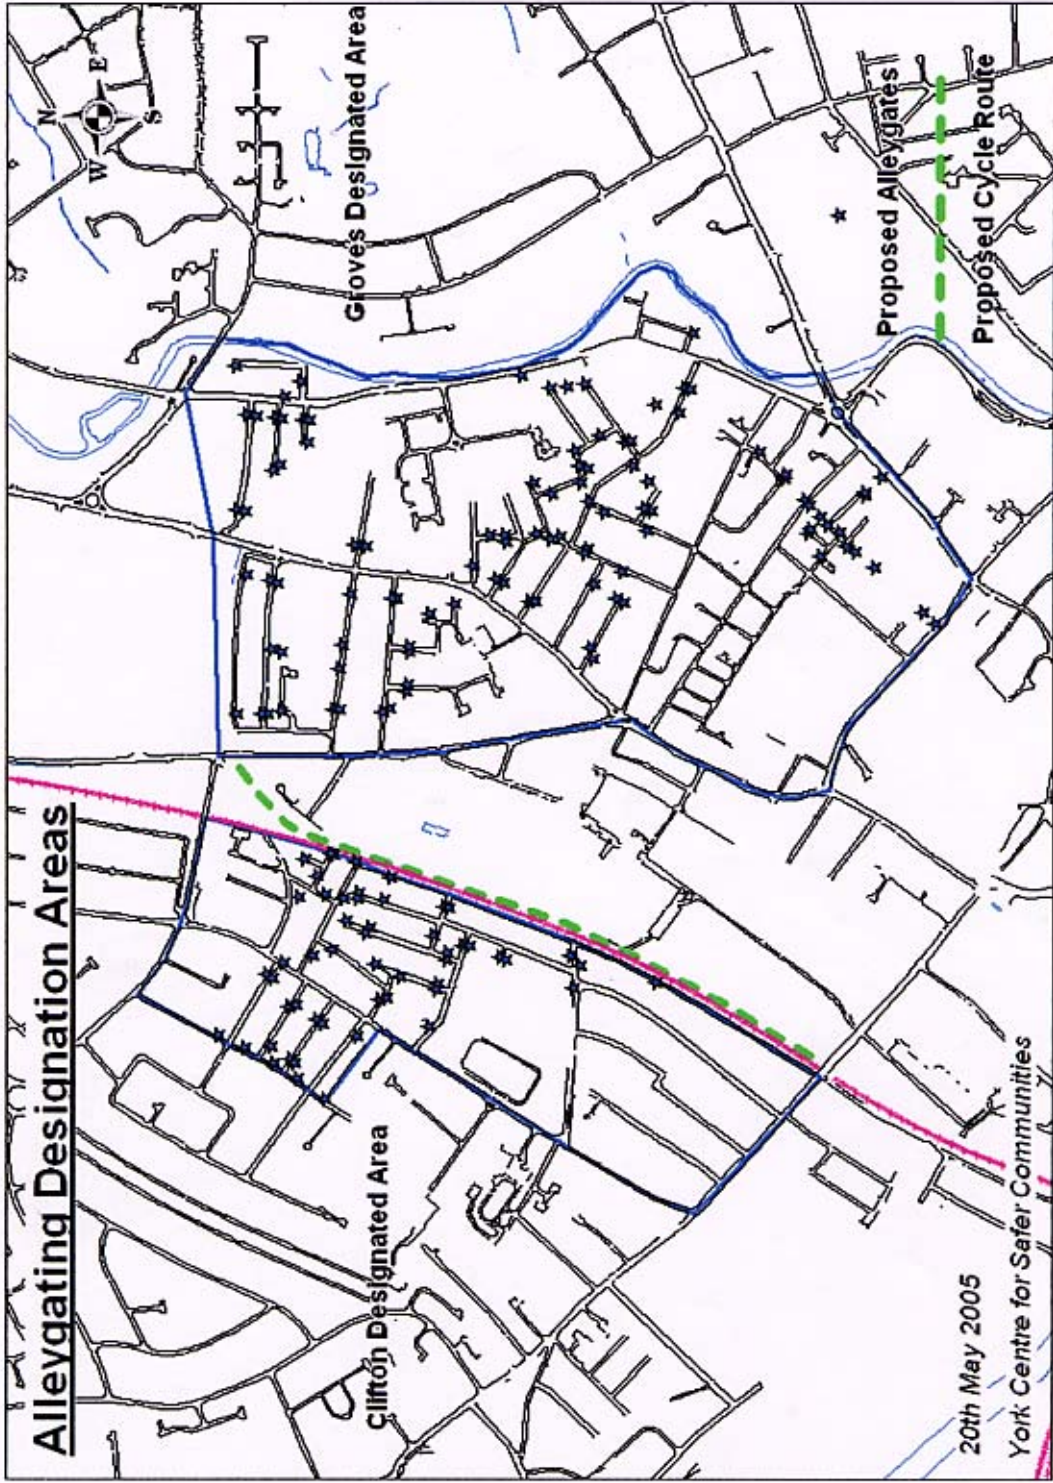 Alleygating Designation Areas
N
W E
S
Clifton Designated Area
Groves Designated Area
Proposed Alleygates
Proposed Cycle Route
20th May 2005
York Centre for Safer Communities